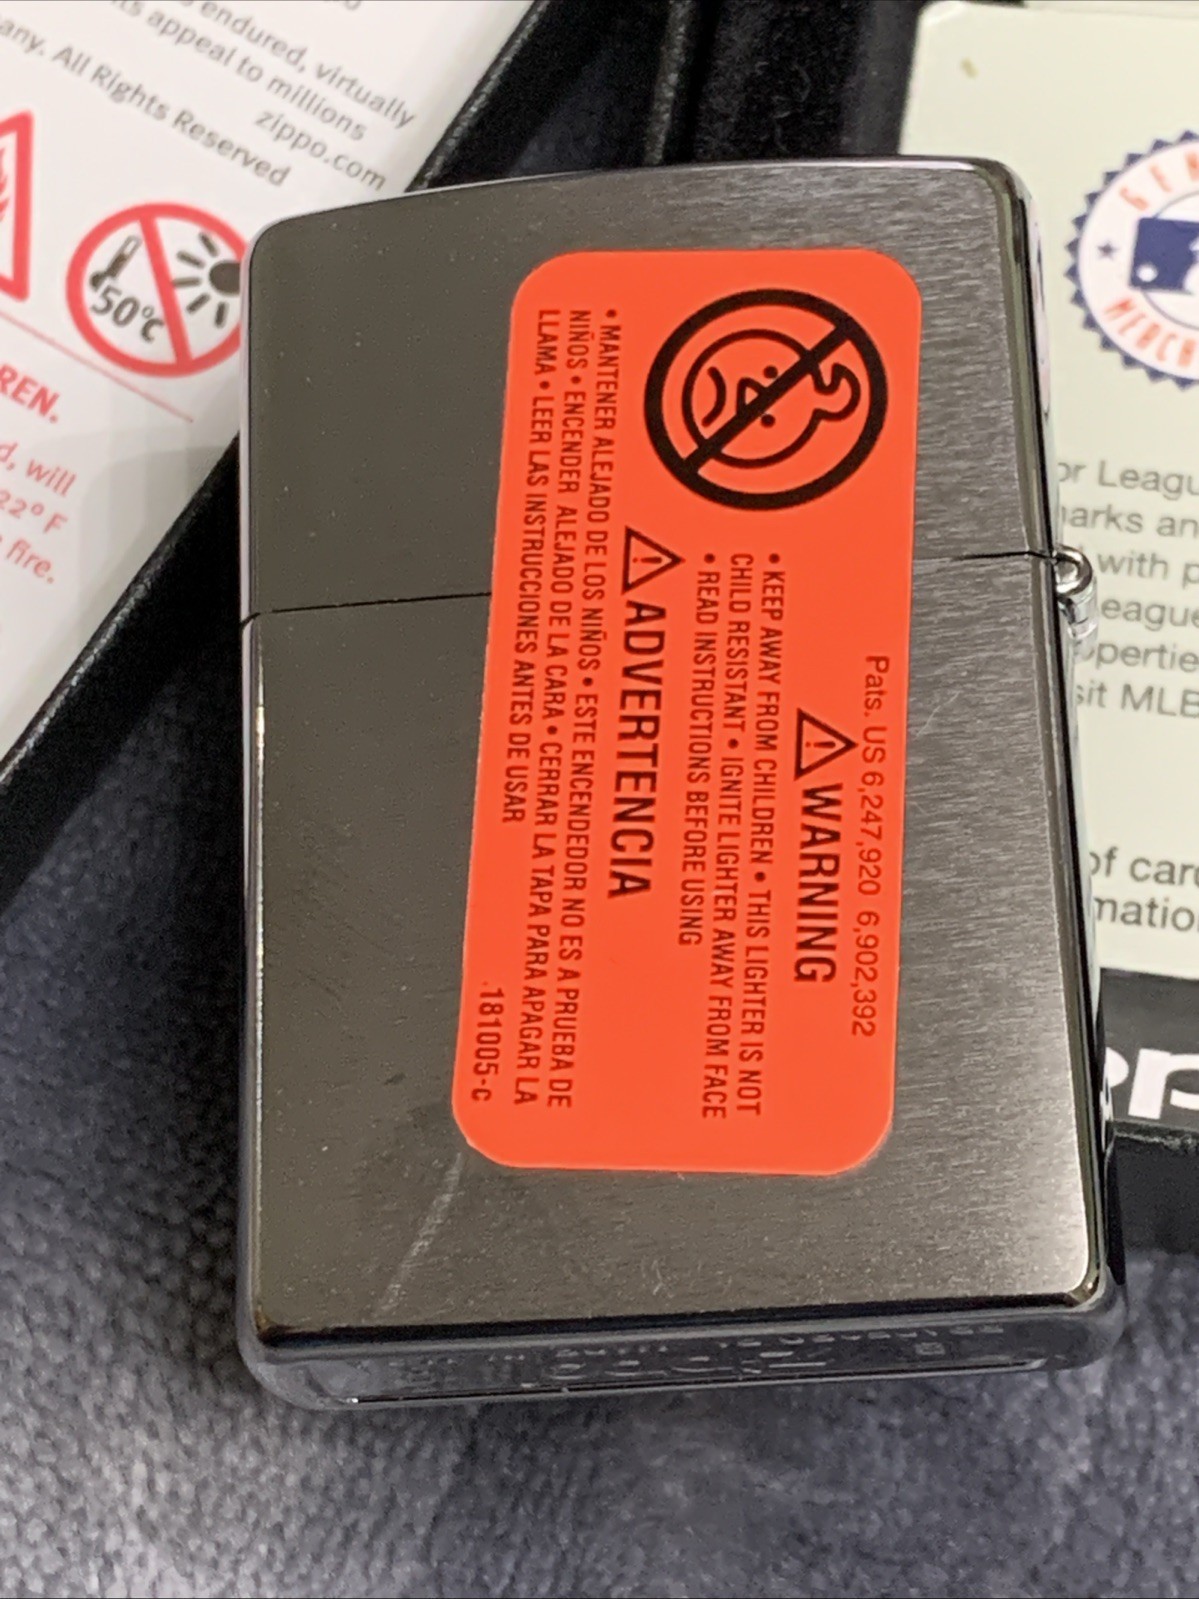 endured, virtually
appeal to millions
zippo.com
All Rights Reserved
50°C
REN.
will
fire.
Pats. US 6,247,920 6,902,392
WARNING
• KEEP AWAY FROM CHILDREN • THIS LIGHTER IS NOT
CHILD RESISTANT • IGNITE LIGHTER AWAY FROM FACE
• READ INSTRUCTIONS BEFORE USING
ADVERTENCIA
• MANTENER ALEJADO DE LOS NIÑOS • ESTE ENCENDEDOR NO ES A PRUEBA DE
NIÑOS • ENCENDER ALEJADO DE LA CARA • CERRAR LA TAPA PARA APAGAR LA
LLAMA • LEER LAS INSTRUCCIONES ANTES DE USAR
181005-c
or Leagu
arks an
with p
eague
pertie
sit MLB
of car
matio